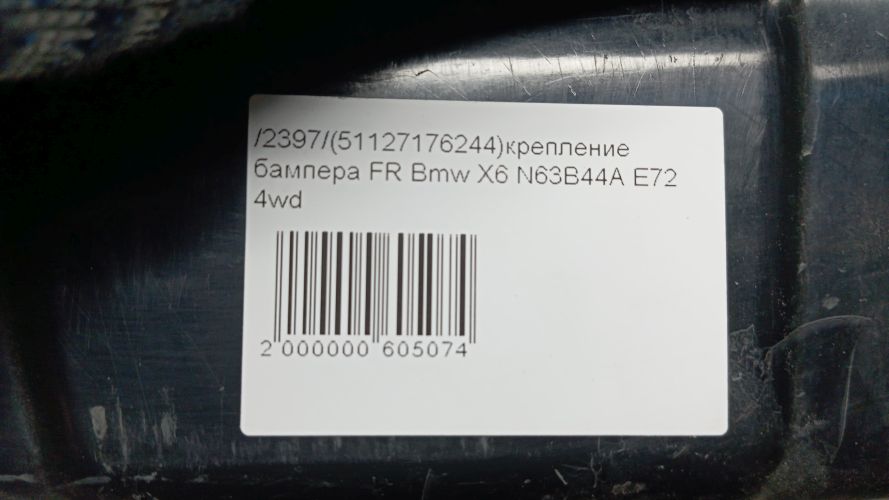 /2397/(51127176244)крепление
бампера FR Bmw X6 N63B44A E72
4wd
2 000000 605074